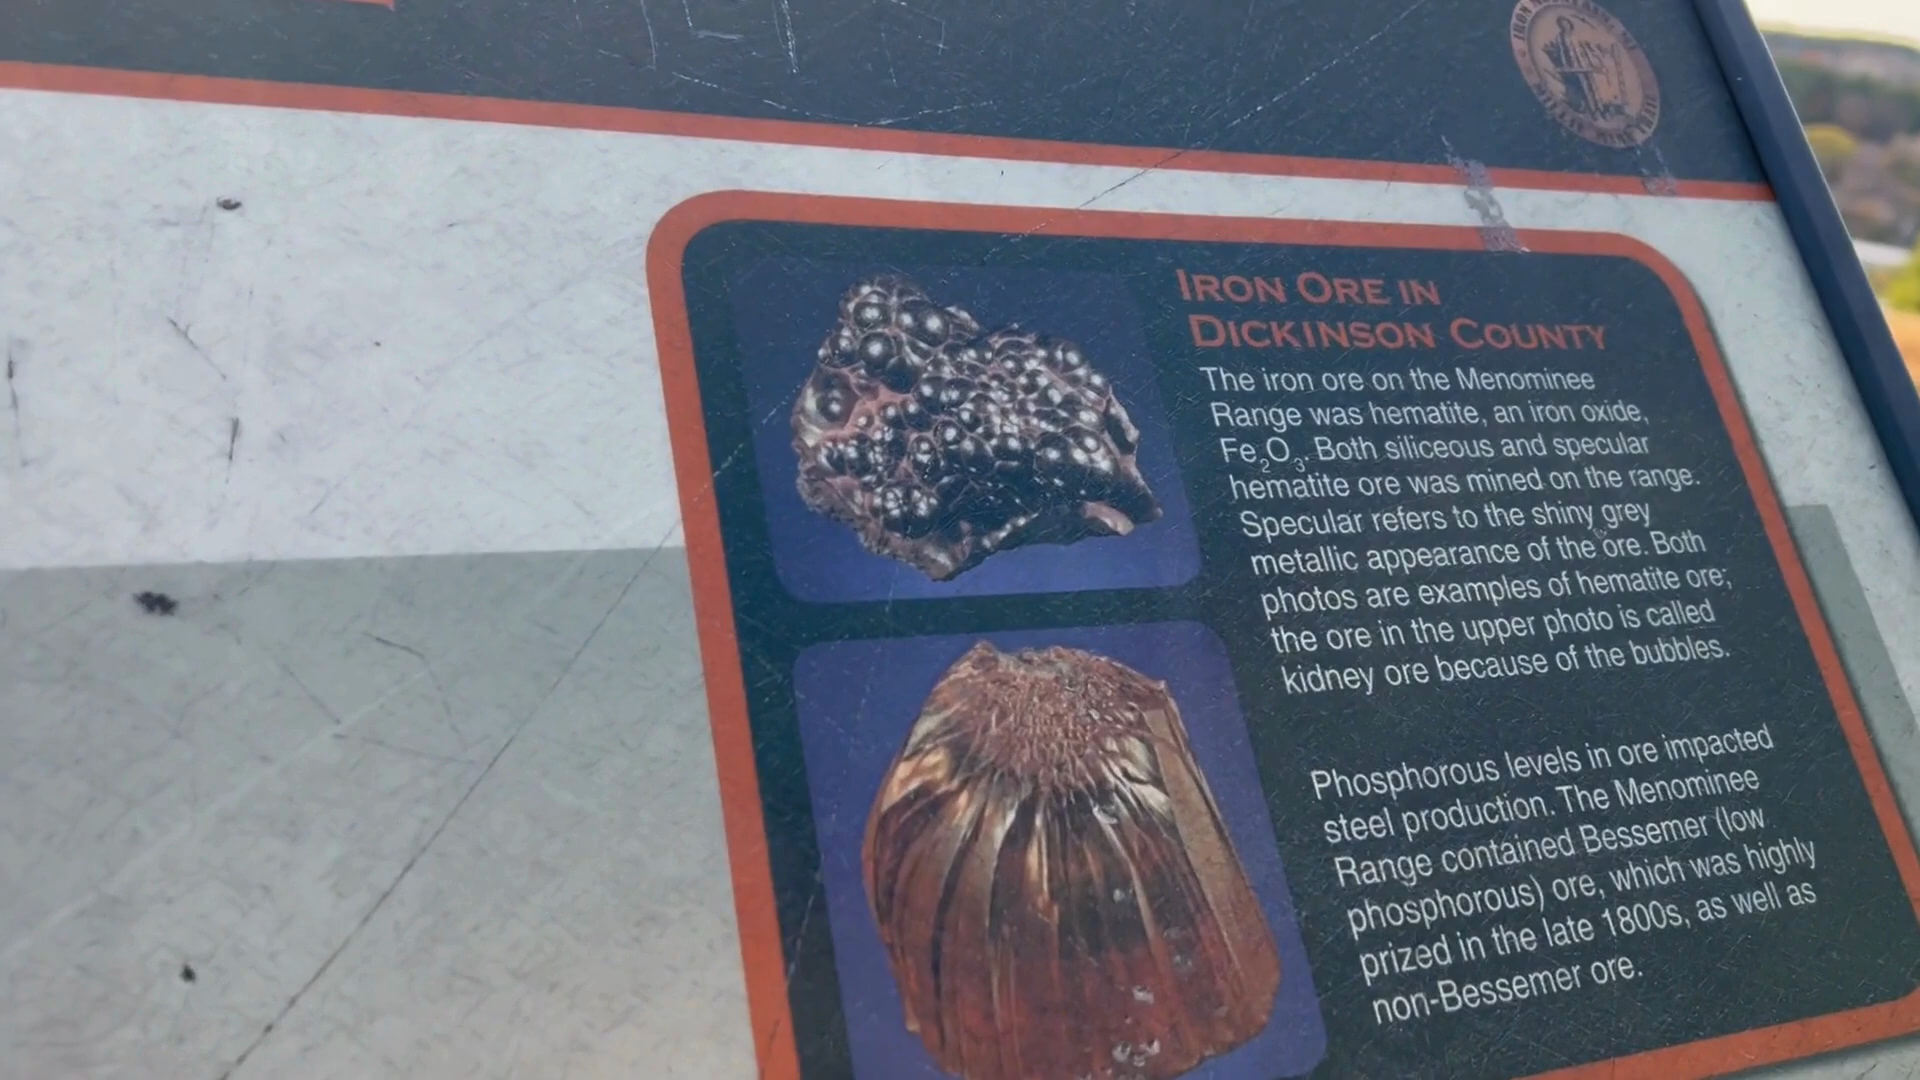 IRON ORE IN
DICKINSON COUNTY
The iron ore on the Menominee
Range was hematite, an iron oxide,
Fe₂O₃. Both siliceous and specular
hematite ore was mined on the range.
Specular refers to the shiny grey
metallic appearance of the ore. Both
photos are examples of hematite ore;
the ore in the upper photo is called
kidney ore because of the bubbles.
Phosphorous levels in ore impacted
steel production. The Menominee
Range contained Bessemer (low
phosphorous) ore, which was highly
prized in the late 1800s, as well as
non-Bessemer ore.